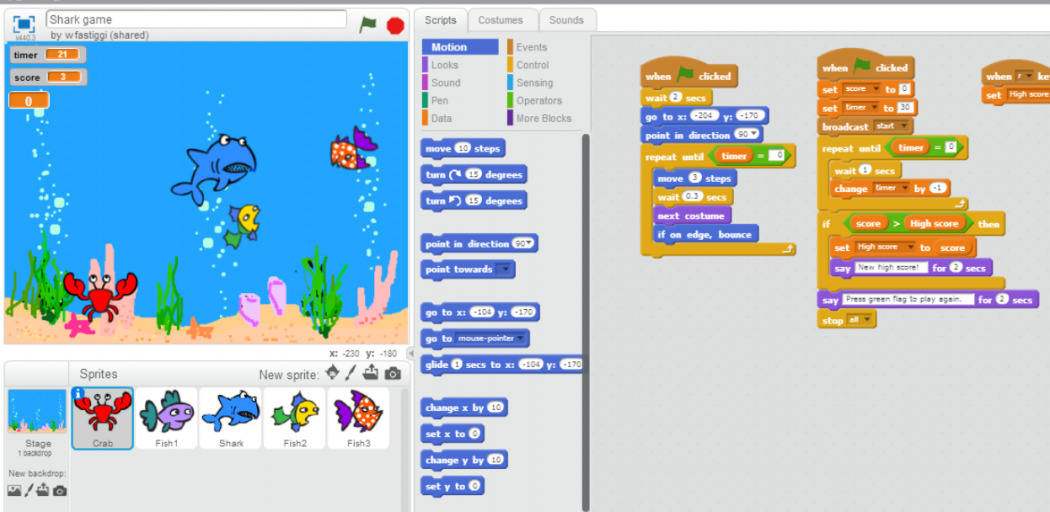 Shark game
by wfastiggi (shared)
v440.3
timer 21
score 3
0
x: -230 y: -180
Sprites
New sprite:
Stage
1 backdrop
New backdrop:
Crab
Fish1
Shark
Fish2
Fish3
Scripts
Costumes
Sounds
Motion
Looks
Sound
Pen
Data
Events
Control
Sensing
Operators
More Blocks
move 10 steps
turn 15 degrees
turn 15 degrees
point in direction 90
point towards
go to x: -104 y: -170
go to mouse-pointer
glide 1 secs to x: -104 y: -170
change x by 10
set x to 0
change y by 10
set y to 0
when clicked
wait 2 secs
go to x: -204 y: -170
point in direction 90
repeat until timer = 0
move 3 steps
wait 0.3 secs
next costume
if on edge, bounce
when clicked
set score to 0
set timer to 30
broadcast start
repeat until timer = 0
wait 1 secs
change timer by -1
if score > High score then
set High score to score
say New high score! for 2 secs
say Press green flag to play again. for 2 secs
stop all
when r
set High score